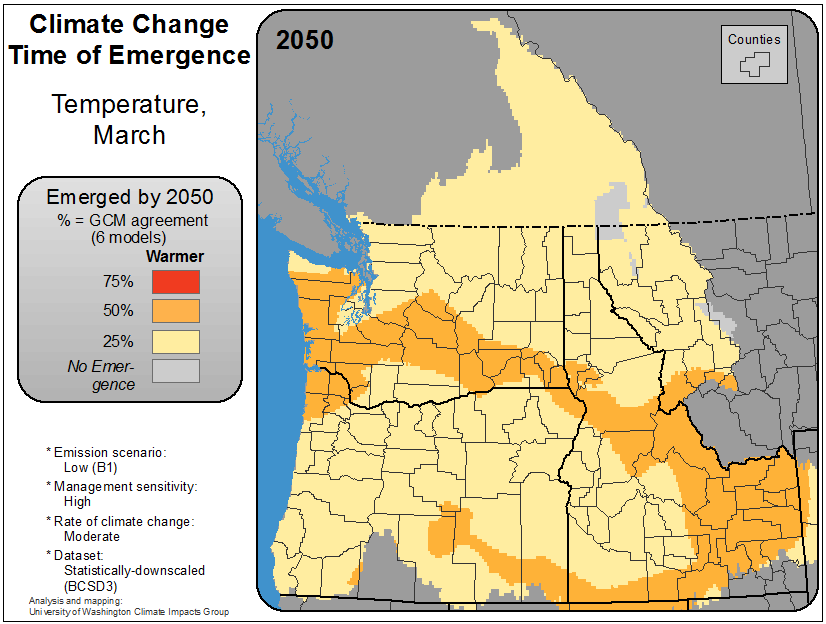 Climate Change
Time of Emergence
Temperature,
March
Emerged by 2050
% = GCM agreement
(6 models)
Warmer
75%
50%
25%
No Emer-
gence
* Emission scenario:
Low (B1)
* Management sensitivity:
High
* Rate of climate change:
Moderate
* Dataset:
Statistically-downscaled
(BCSD3)
Analysis and mapping:
University of Washington Climate Impacts Group
2050
Counties